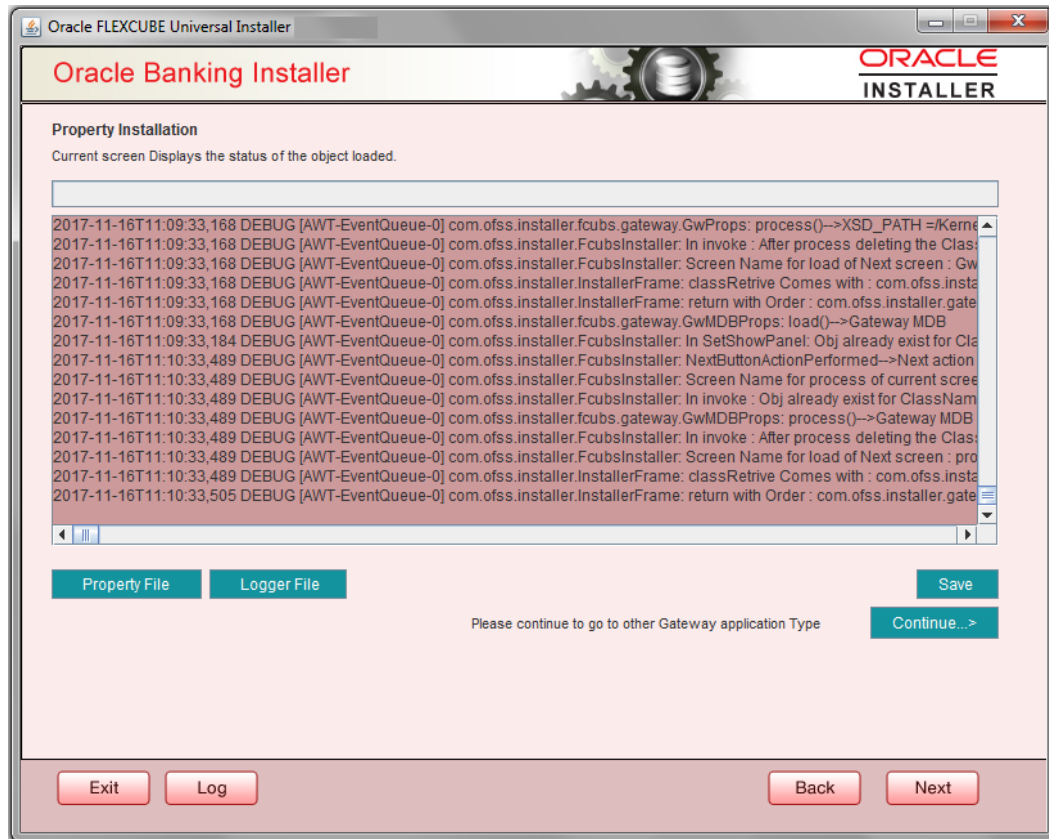 Oracle FLEXCUBE Universal Installer
Oracle Banking Installer
ORACLE
INSTALLER
Property Installation
Current screen Displays the status of the object loaded.
2017-11-16T11:09:33,168 DEBUG [AWT-EventQueue-0] com.ofss.installer.fcubs.gateway.GwProps: process()-->XSD_PATH =/Kerne
2017-11-16T11:09:33,168 DEBUG [AWT-EventQueue-0] com.ofss.installer.FcubsInstaller: In invoke : After process deleting the Clas
2017-11-16T11:09:33,168 DEBUG [AWT-EventQueue-0] com.ofss.installer.FcubsInstaller: Screen Name for load of Next screen : Gw
2017-11-16T11:09:33,168 DEBUG [AWT-EventQueue-0] com.ofss.installer.InstallerFrame: classRetrive Comes with : com.ofss.insta
2017-11-16T11:09:33,168 DEBUG [AWT-EventQueue-0] com.ofss.installer.InstallerFrame: return with Order : com.ofss.installer.gate
2017-11-16T11:09:33,168 DEBUG [AWT-EventQueue-0] com.ofss.installer.fcubs.gateway.GwMDBProps: load()-->Gateway MDB
2017-11-16T11:09:33,184 DEBUG [AWT-EventQueue-0] com.ofss.installer.FcubsInstaller: In SetShowPanel: Obj already exist for Cla
2017-11-16T11:10:33,489 DEBUG [AWT-EventQueue-0] com.ofss.installer.FcubsInstaller: NextButtonActionPerformed-->Next action
2017-11-16T11:10:33,489 DEBUG [AWT-EventQueue-0] com.ofss.installer.FcubsInstaller: Screen Name for process of current scree
2017-11-16T11:10:33,489 DEBUG [AWT-EventQueue-0] com.ofss.installer.FcubsInstaller: In invoke : Obj already exist for ClassNam
2017-11-16T11:10:33,489 DEBUG [AWT-EventQueue-0] com.ofss.installer.fcubs.gateway.GwMDBProps: process()-->Gateway MDB
2017-11-16T11:10:33,489 DEBUG [AWT-EventQueue-0] com.ofss.installer.FcubsInstaller: In invoke : After process deleting the Clas
2017-11-16T11:10:33,489 DEBUG [AWT-EventQueue-0] com.ofss.installer.FcubsInstaller: Screen Name for load of Next screen : pro
2017-11-16T11:10:33,489 DEBUG [AWT-EventQueue-0] com.ofss.installer.InstallerFrame: classRetrive Comes with : com.ofss.insta
2017-11-16T11:10:33,505 DEBUG [AWT-EventQueue-0] com.ofss.installer.InstallerFrame: return with Order : com.ofss.installer.gate
Property File Logger File Save
Please continue to go to other Gateway application Type Continue...>
Exit Log Back Next